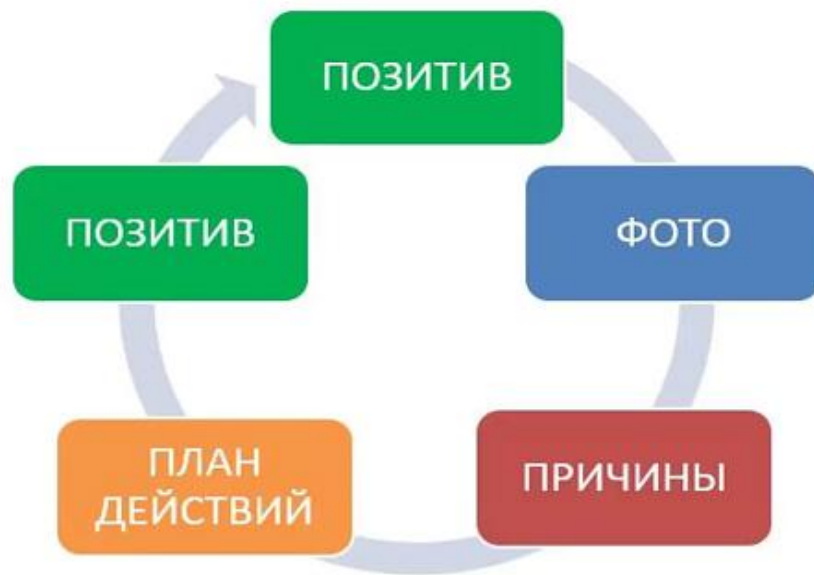 ПОЗИТИВ
ФОТО
ПРИЧИНЫ
ПЛАН
ДЕЙСТВИЙ
ПОЗИТИВ